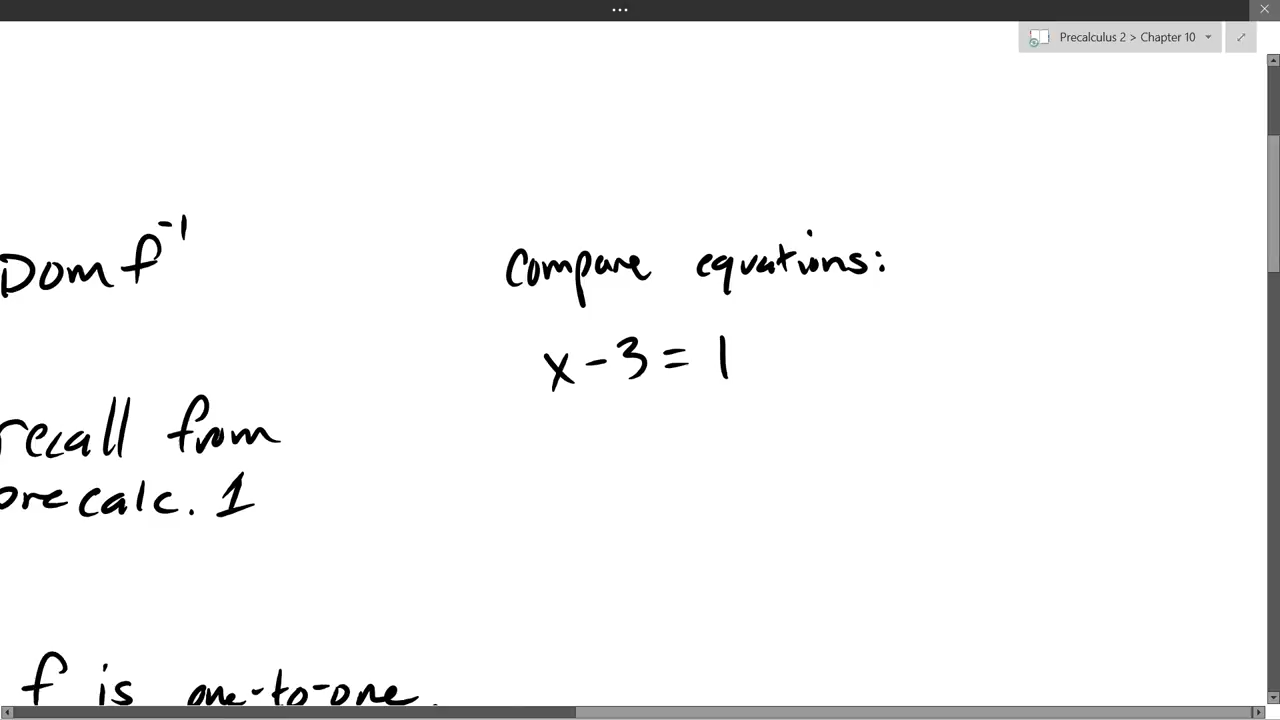 ...
Precalculus 2 > Chapter 10
Dom f⁻¹
compare equations:
x - 3 = 1
recall from
precalc. 1
f is one-to-one.